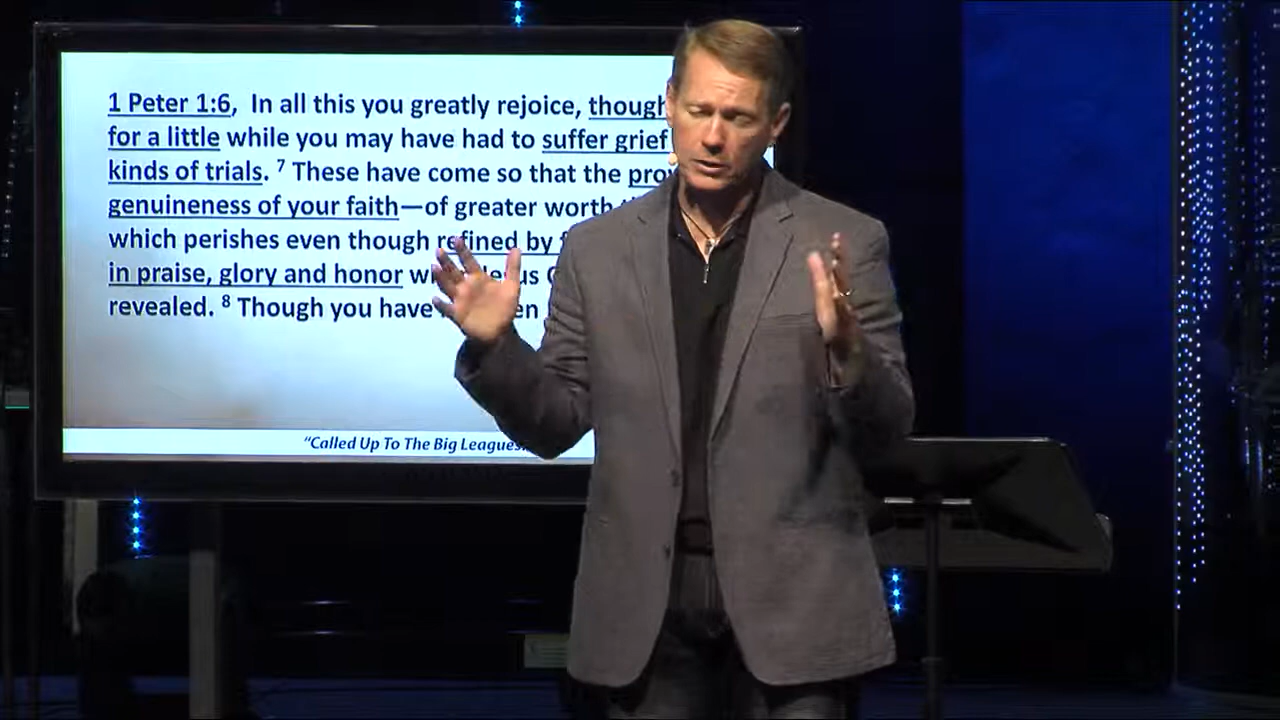 1 Peter 1:6, In all this you greatly rejoice, though
for a little while you may have had to suffer grief
kinds of trials. 7 These have come so that the
genuineness of your faith—of greater worth
which perishes even though refined by
in praise, glory and honor
revealed. 8 Though you have
"Called Up To The Big Leagues